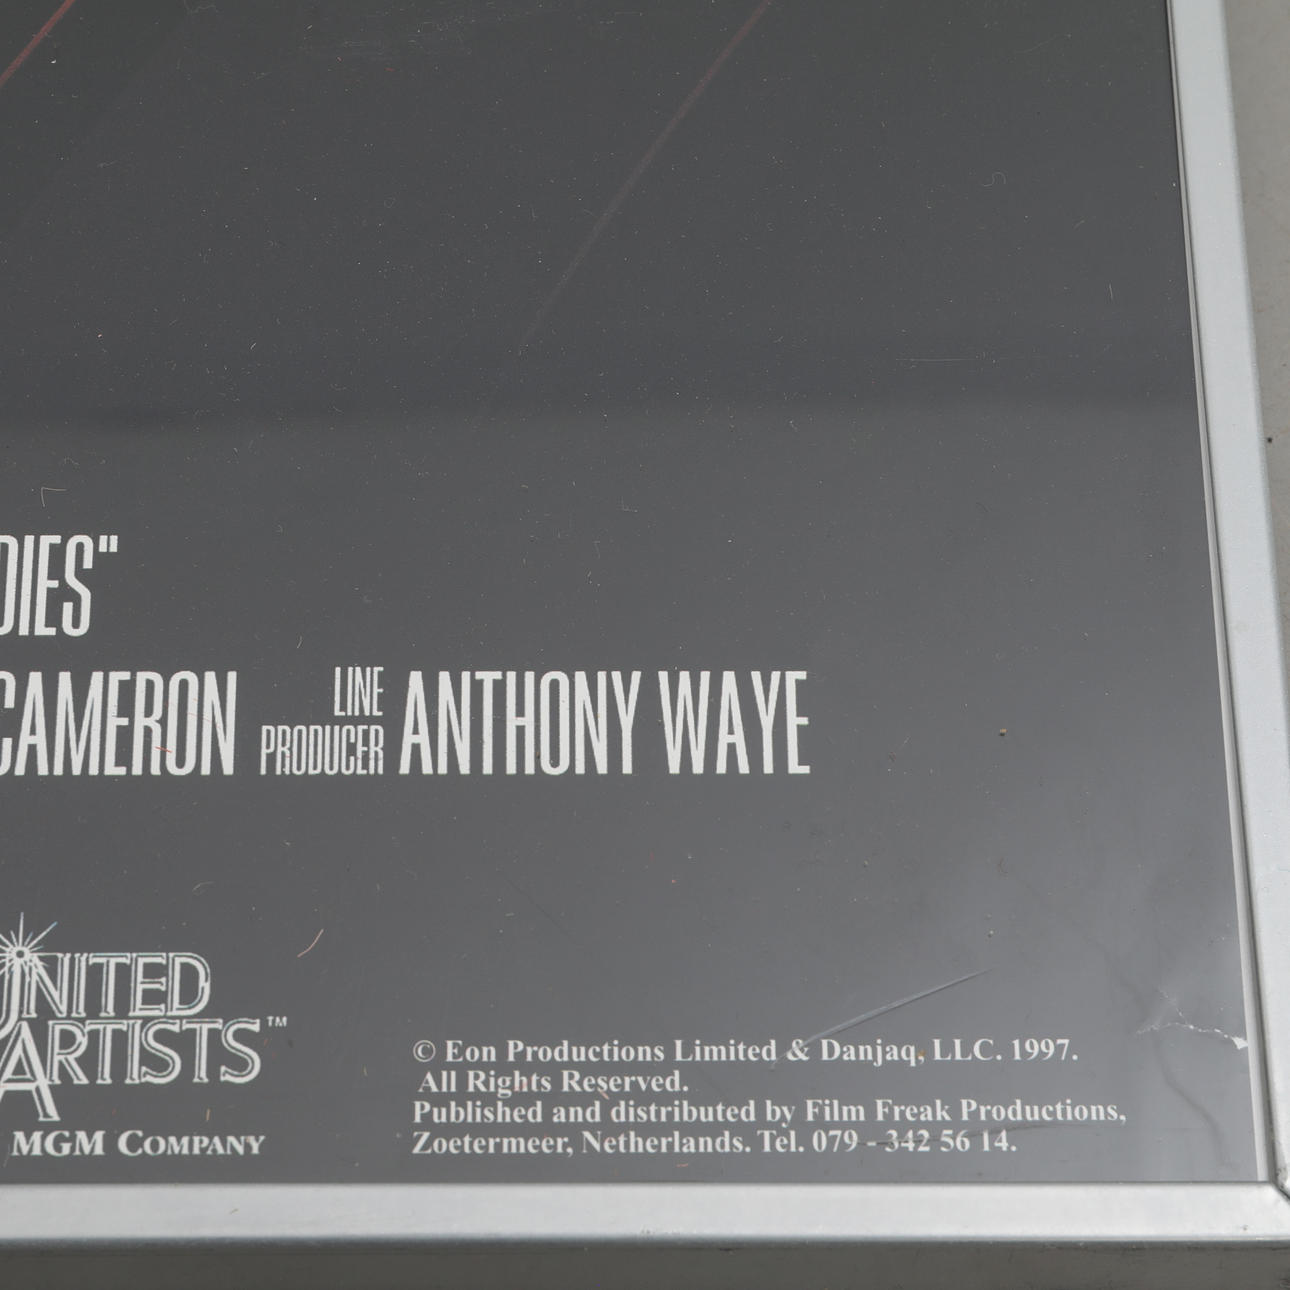 DIES"
CAMERON LINE PRODUCER ANTHONY WAYE
UNITED
ARTISTS™
MGM COMPANY
© Eon Productions Limited & Danjaq, LLC. 1997.
All Rights Reserved.
Published and distributed by Film Freak Productions,
Zoetermeer, Netherlands. Tel. 079 - 342 56 14.